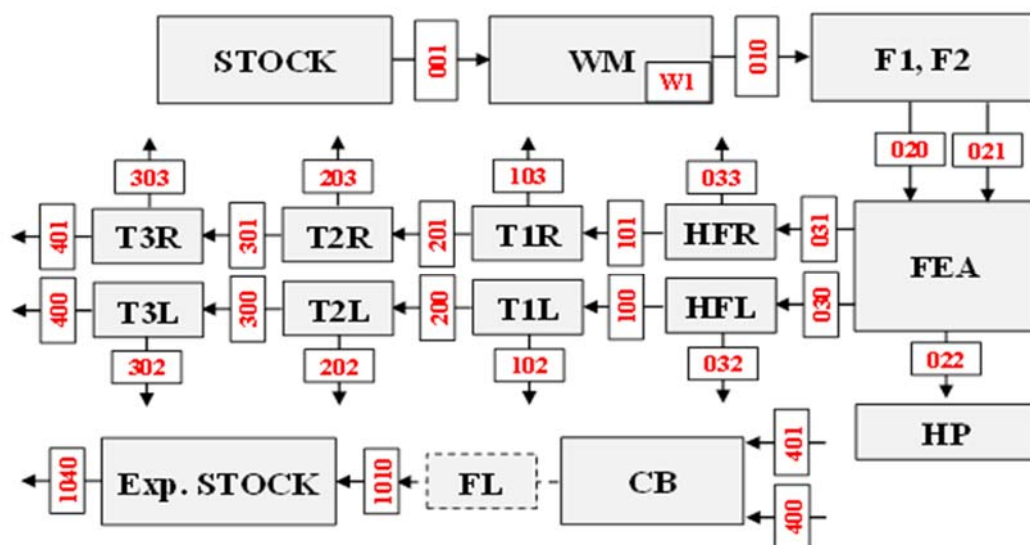 STOCK 001 WM W1 010 F1, F2
020 021
303 203 103 033
401 T3R 301 T2R 201 T1R 101 HFR 031
FEA
400 T3L 300 T2L 200 T1L 100 HFL 030
302 202 102 032 022
HP
401
1040 Exp. STOCK 1010 FL CB
400